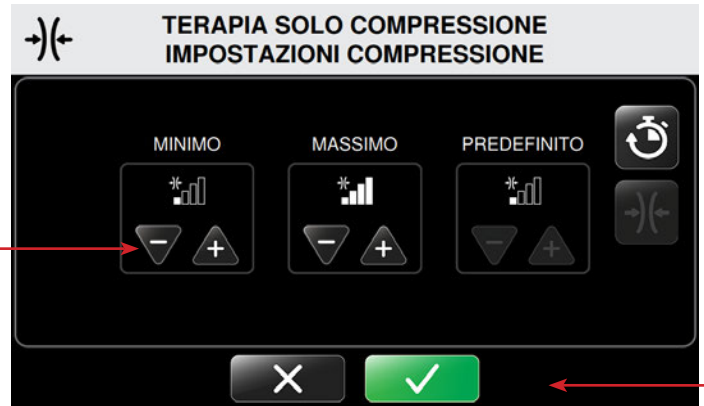 TERAPIA SOLO COMPRESSIONE
IMPOSTAZIONI COMPRESSIONE
MINIMO MASSIMO PREDEFINITO